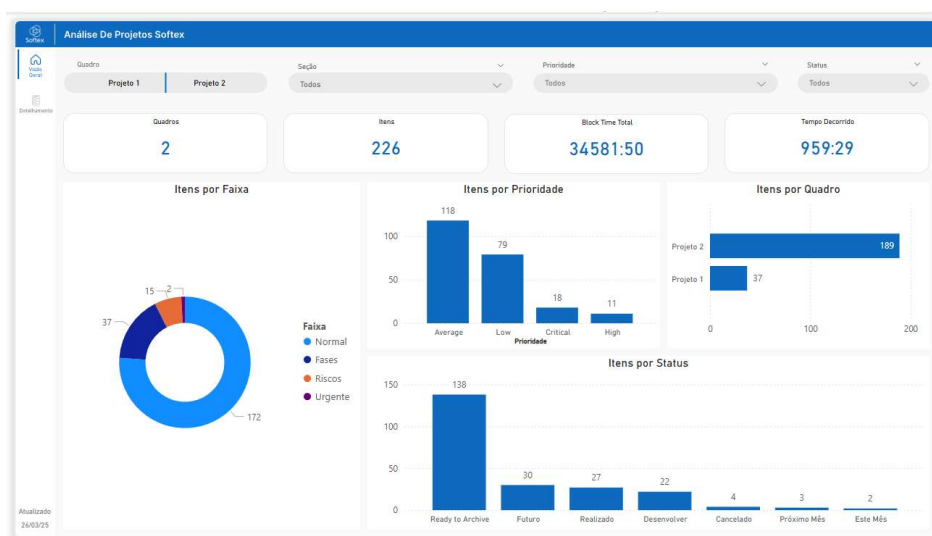 Softex
Análise De Projetos Softex
Visão
Geral
Detalhamento
Quadro
Projeto 1
Projeto 2
Seção
Todos
Prioridade
Todos
Status
Todos
Quadros
2
Itens
226
Block Time Total
34581:50
Tempo Decorrido
959:29
Itens por Faixa
15
2
37
172
Faixa
Normal
Fases
Riscos
Urgente
Itens por Prioridade
118
100
79
50
18
11
0
Average
Low
Critical
High
Prioridade
Itens por Quadro
Projeto 2
189
Projeto 1
37
0
100
200
Itens por Status
150
138
100
50
30
27
22
4
3
2
0
Ready to Archive
Futuro
Realizado
Desenvolver
Cancelado
Próximo Mês
Este Mês
Atualizado
26/03/25